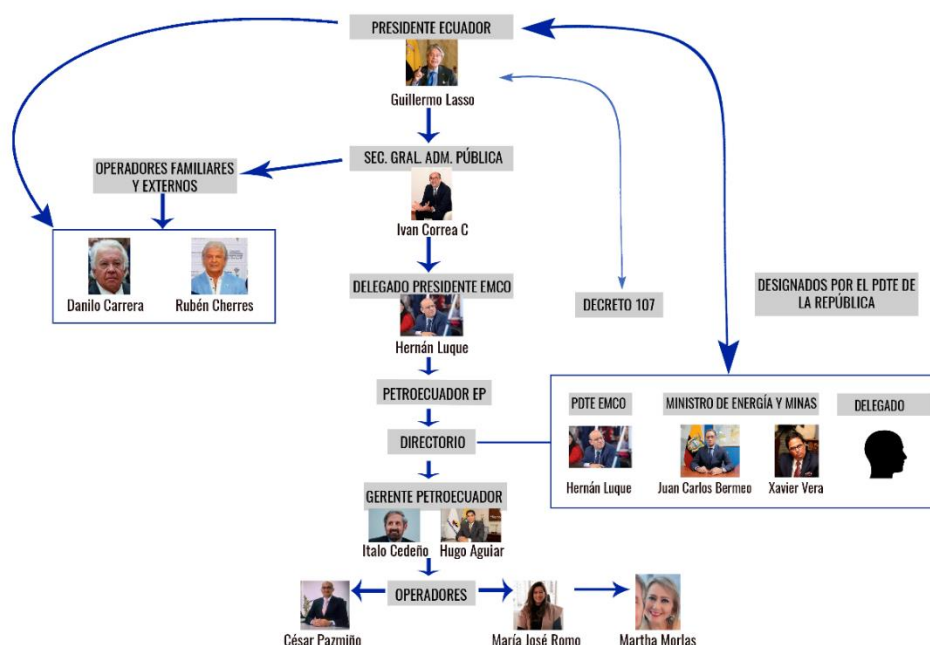 PRESIDENTE ECUADOR
Guillermo Lasso
SEC. GRAL. ADM. PÚBLICA
Ivan Correa C
OPERADORES FAMILIARES
Y EXTERNOS
Danilo Carrera
Rubén Cherres
DELEGADO PRESIDENTE EMCO
Hernán Luque
DECRETO 107
DESIGNADOS POR EL PDTE DE
LA REPÚBLICA
PETROECUADOR EP
DIRECTORIO
PDTE EMCO
Hernán Luque
MINISTRO DE ENERGÍA Y MINAS
Juan Carlos Bermeo
Xavier Vera
DELEGADO
GERENTE PETROECUADOR
Italo Cedeño
Hugo Aguiar
OPERADORES
César Pazmiño
María José Romo
Martha Morlas